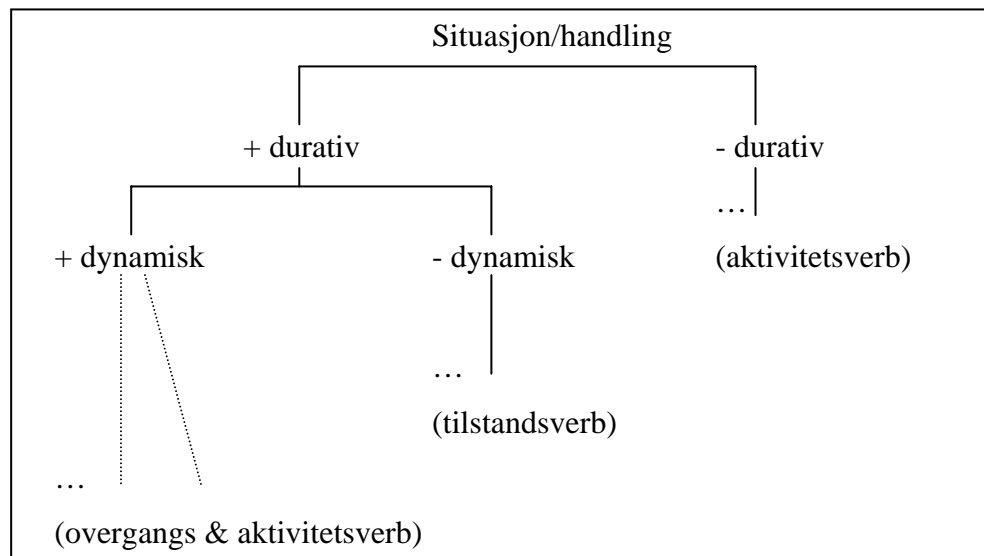 Situasjon/handling
+ durativ - durativ
…
+ dynamisk - dynamisk (aktivitetsverb)
…
(tilstandsverb)
…
(overgangs & aktivitetsverb)